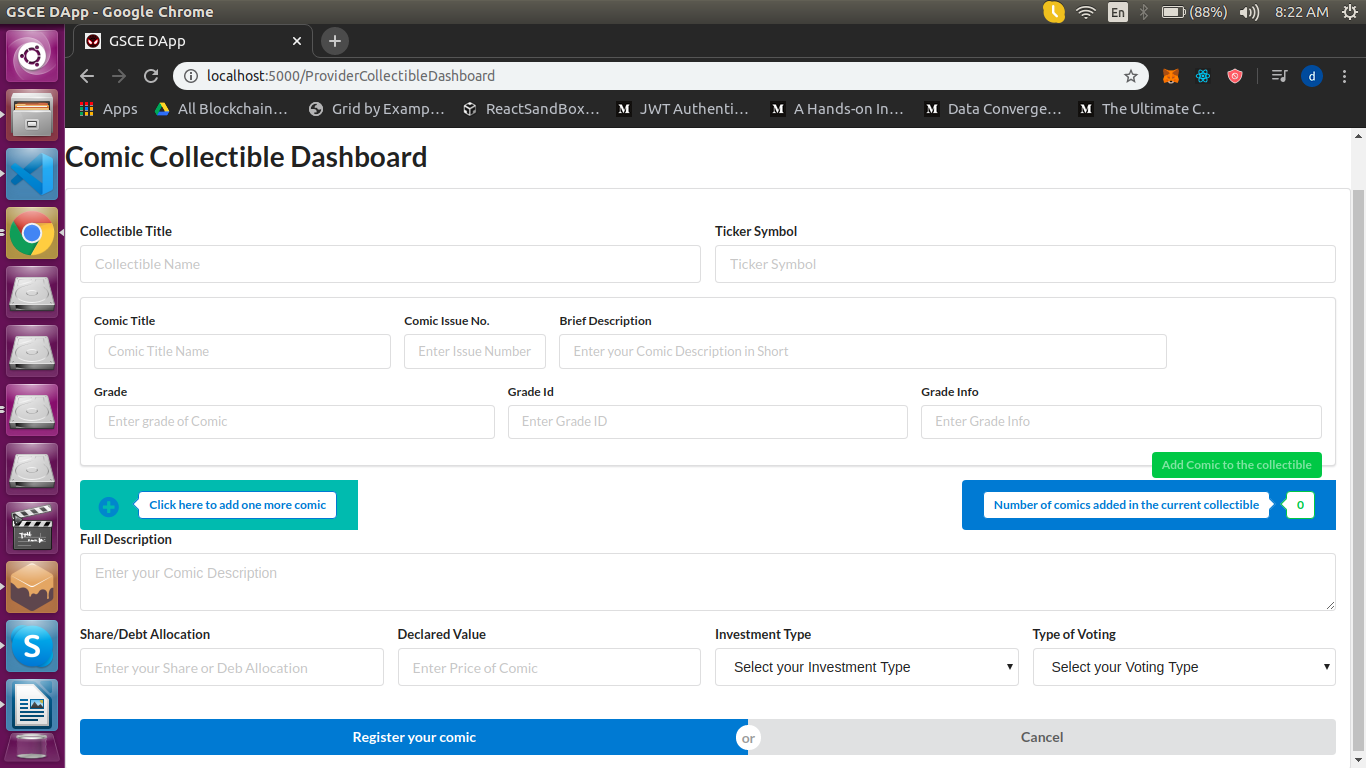 GSCE DApp - Google Chrome
En
(88%)
8:22 AM
GSCE DApp
localhost:5000/ProviderCollectibleDashboard
d
Apps
All Blockchain…
Grid by Examp…
ReactSandBox…
M
JWT Authenti…
M
A Hands-on In…
M
Data Converge…
M
The Ultimate C…
Comic Collectible Dashboard
Collectible Title
Ticker Symbol
Collectible Name
Ticker Symbol
Comic Title
Comic Issue No.
Brief Description
Comic Title Name
Enter Issue Number
Enter your Comic Description in Short
Grade
Grade Id
Grade Info
Enter grade of Comic
Enter Grade ID
Enter Grade Info
Add Comic to the collectible
Click here to add one more comic
Number of comics added in the current collectible
0
Full Description
Enter your Comic Description
Share/Debt Allocation
Declared Value
Investment Type
Type of Voting
Enter your Share or Deb Allocation
Enter Price of Comic
Select your Investment Type
Select your Voting Type
Register your comic
or
Cancel
S